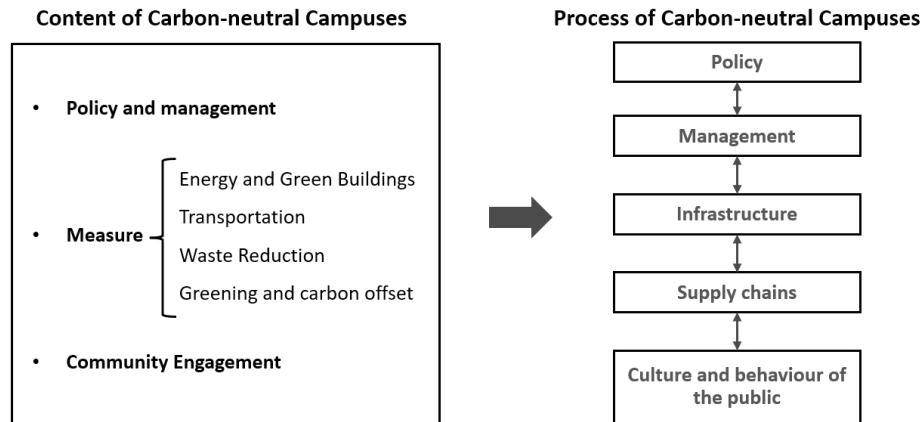 Content of Carbon-neutral Campuses
• Policy and management
• Measure
Energy and Green Buildings
Transportation
Waste Reduction
Greening and carbon offset
• Community Engagement
Process of Carbon-neutral Campuses
Policy
Management
Infrastructure
Supply chains
Culture and behaviour of
the public